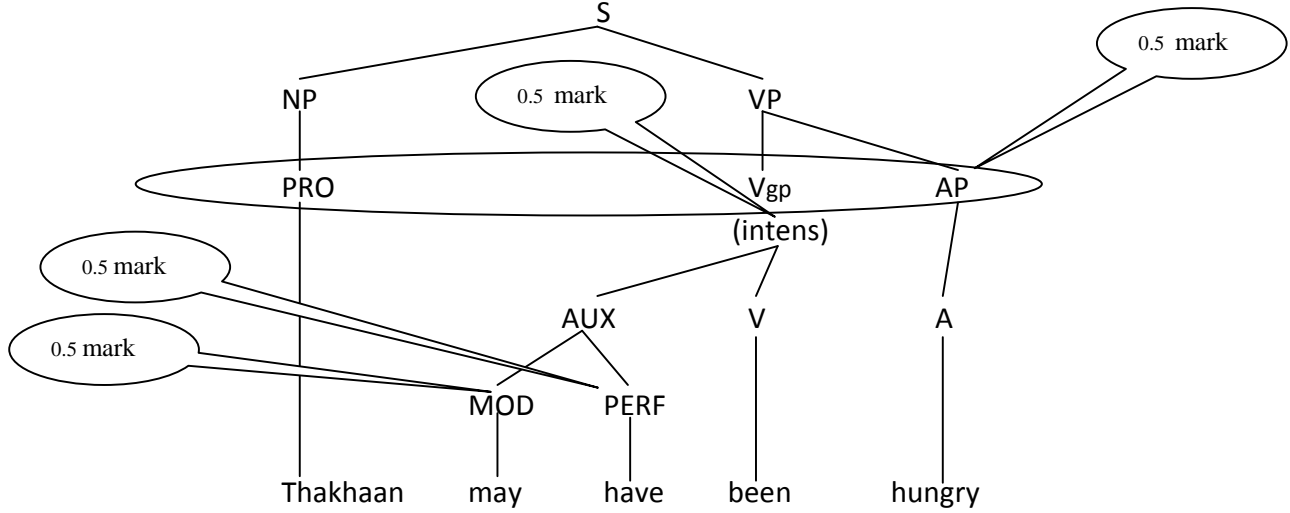 S
0.5 mark
NP
0.5 mark
VP
PRO
Vgp
AP
(intens)
0.5 mark
AUX
V
A
0.5 mark
MOD
PERF
Thakhaan may have been hungry